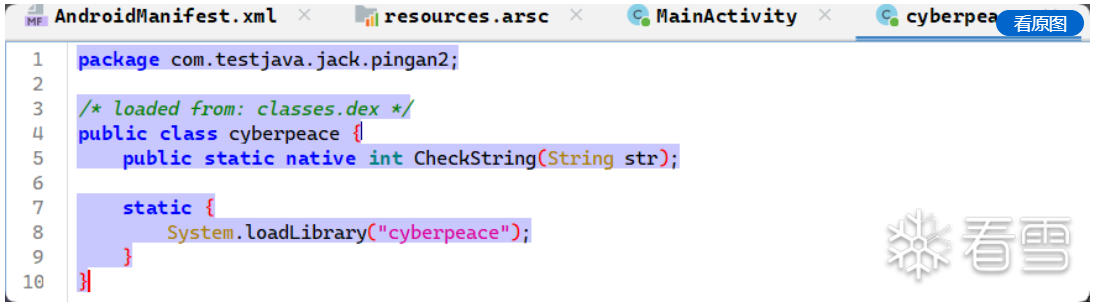 AndroidManifest.xml resources.arsc MainActivity cyberpea
看原图
1 package com.testjava.jack.pingan2;
2
3 /* loaded from: classes.dex */
4 public class cyberpeace {
5 public static native int CheckString(String str);
6
7 static {
8 System.loadLibrary("cyberpeace");
9 }
10 }
看雪